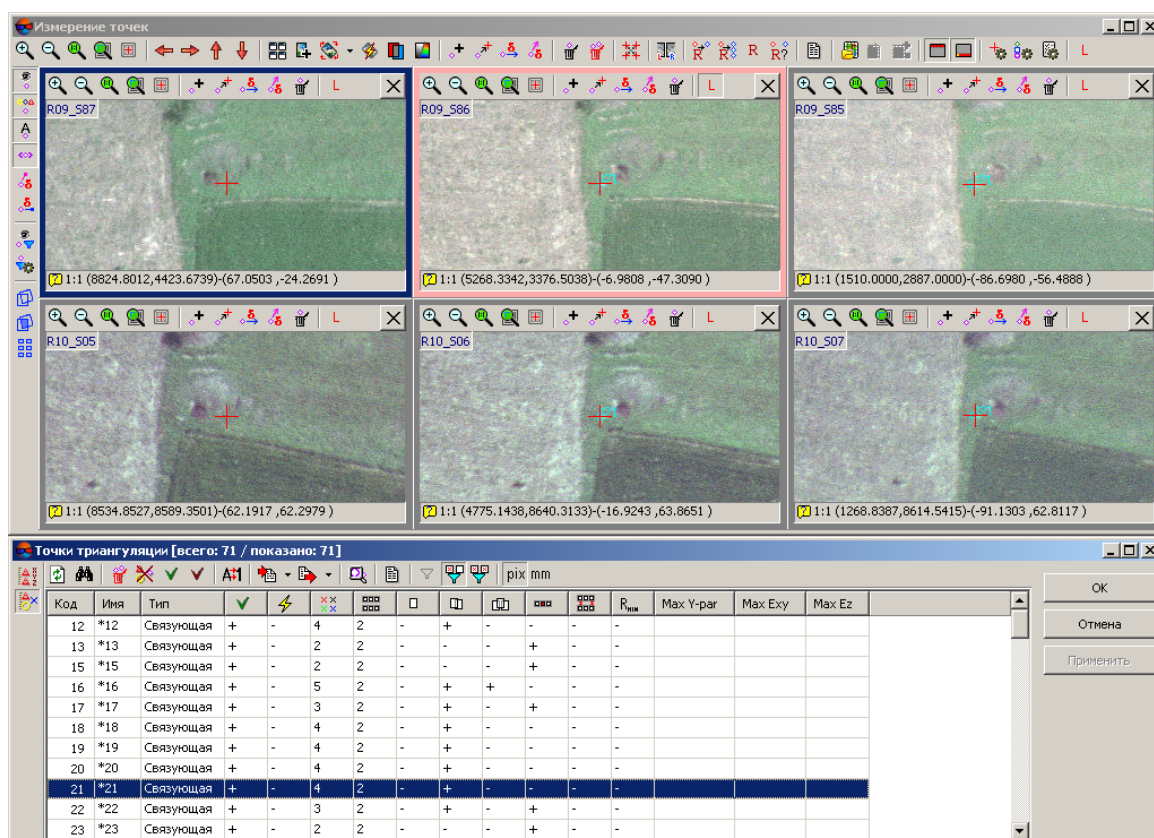 Измерение точек
R R?
L
L L L
R09_S87 R09_S86 R09_S85
A
1:1 (8824.8012,4423.6739)-(67.0503 ,-24.2691 ) 1:1 (5268.3342,3376.5038)-(-6.9808 ,-47.3090 ) 1:1 (1510.0000,2887.0000)-(-86.6980 ,-56.4888 )
L L L
R10_S05 R10_S06 R10_S07
1:1 (8534.8527,8589.3501)-(62.1917 ,62.2979 ) 1:1 (4775.1438,8640.3133)-(-16.9243 ,63.8651 ) 1:1 (1268.8387,8614.5415)-(-91.1303 ,62.8117 )
Точки триангуляции [всего: 71 / показано: 71]
pix mm
Код Имя Тип Rмин Max Y-par Max Exy Max Ez
12 *12 Связующая + - 4 2 - + - - - -
13 *13 Связующая + - 2 2 - - - + - -
15 *15 Связующая + - 2 2 - - - + - -
16 *16 Связующая + - 5 2 - + + - - -
17 *17 Связующая + - 3 2 - + - + - -
18 *18 Связующая + - 4 2 - + - - - -
19 *19 Связующая + - 4 2 - + - - - -
20 *20 Связующая + - 4 2 - + - - - -
21 *21 Связующая + - 4 2 - + - - - -
22 *22 Связующая + - 3 2 - + - + - -
23 *23 Связующая + - 2 2 - - - + - -
OK
Отмена
Применить